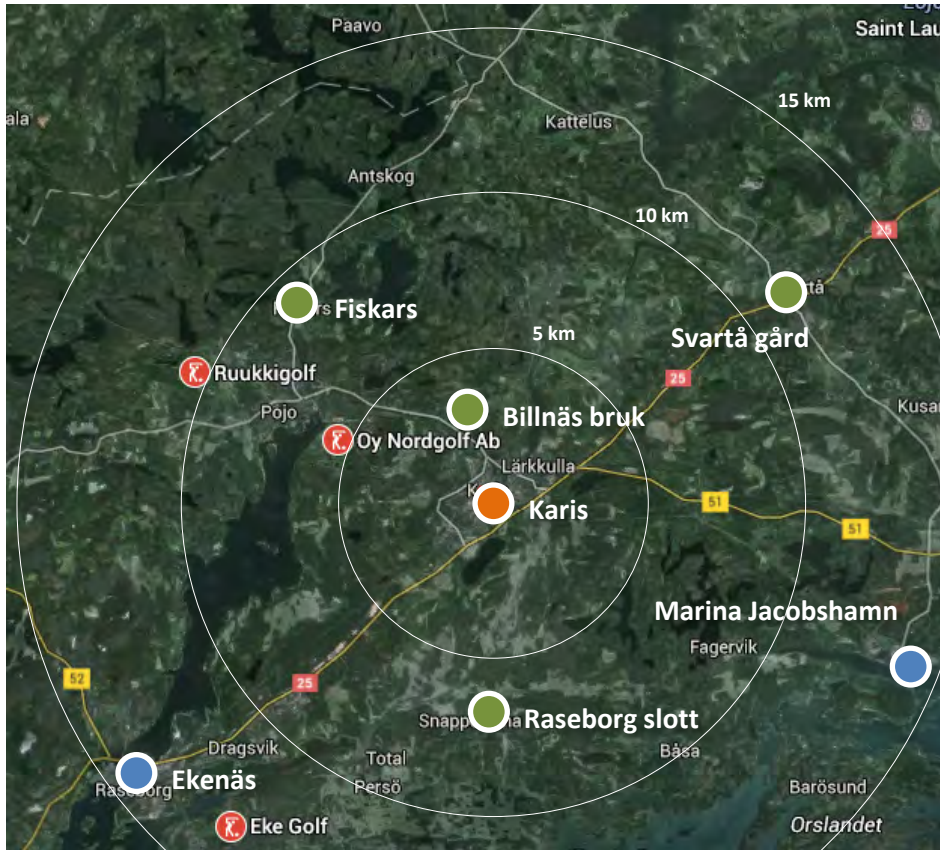 Paavo
Saint Lau
15 km
ala
Kattelus
Antskog
10 km
25
Fiskars
5 km
Svartå gård
Ruukkigolf
25
Pojo
Billnäs bruk
Kusa
Oy Nordgolf Ab
Lärkkulla
Karis
51
51
Marina Jacobshamn
Fagervik
52
25
Raseborg slott
Dragsvik
Båsa
Total
Ekenäs
Persö
Barösund
Eke Golf
Orslandet